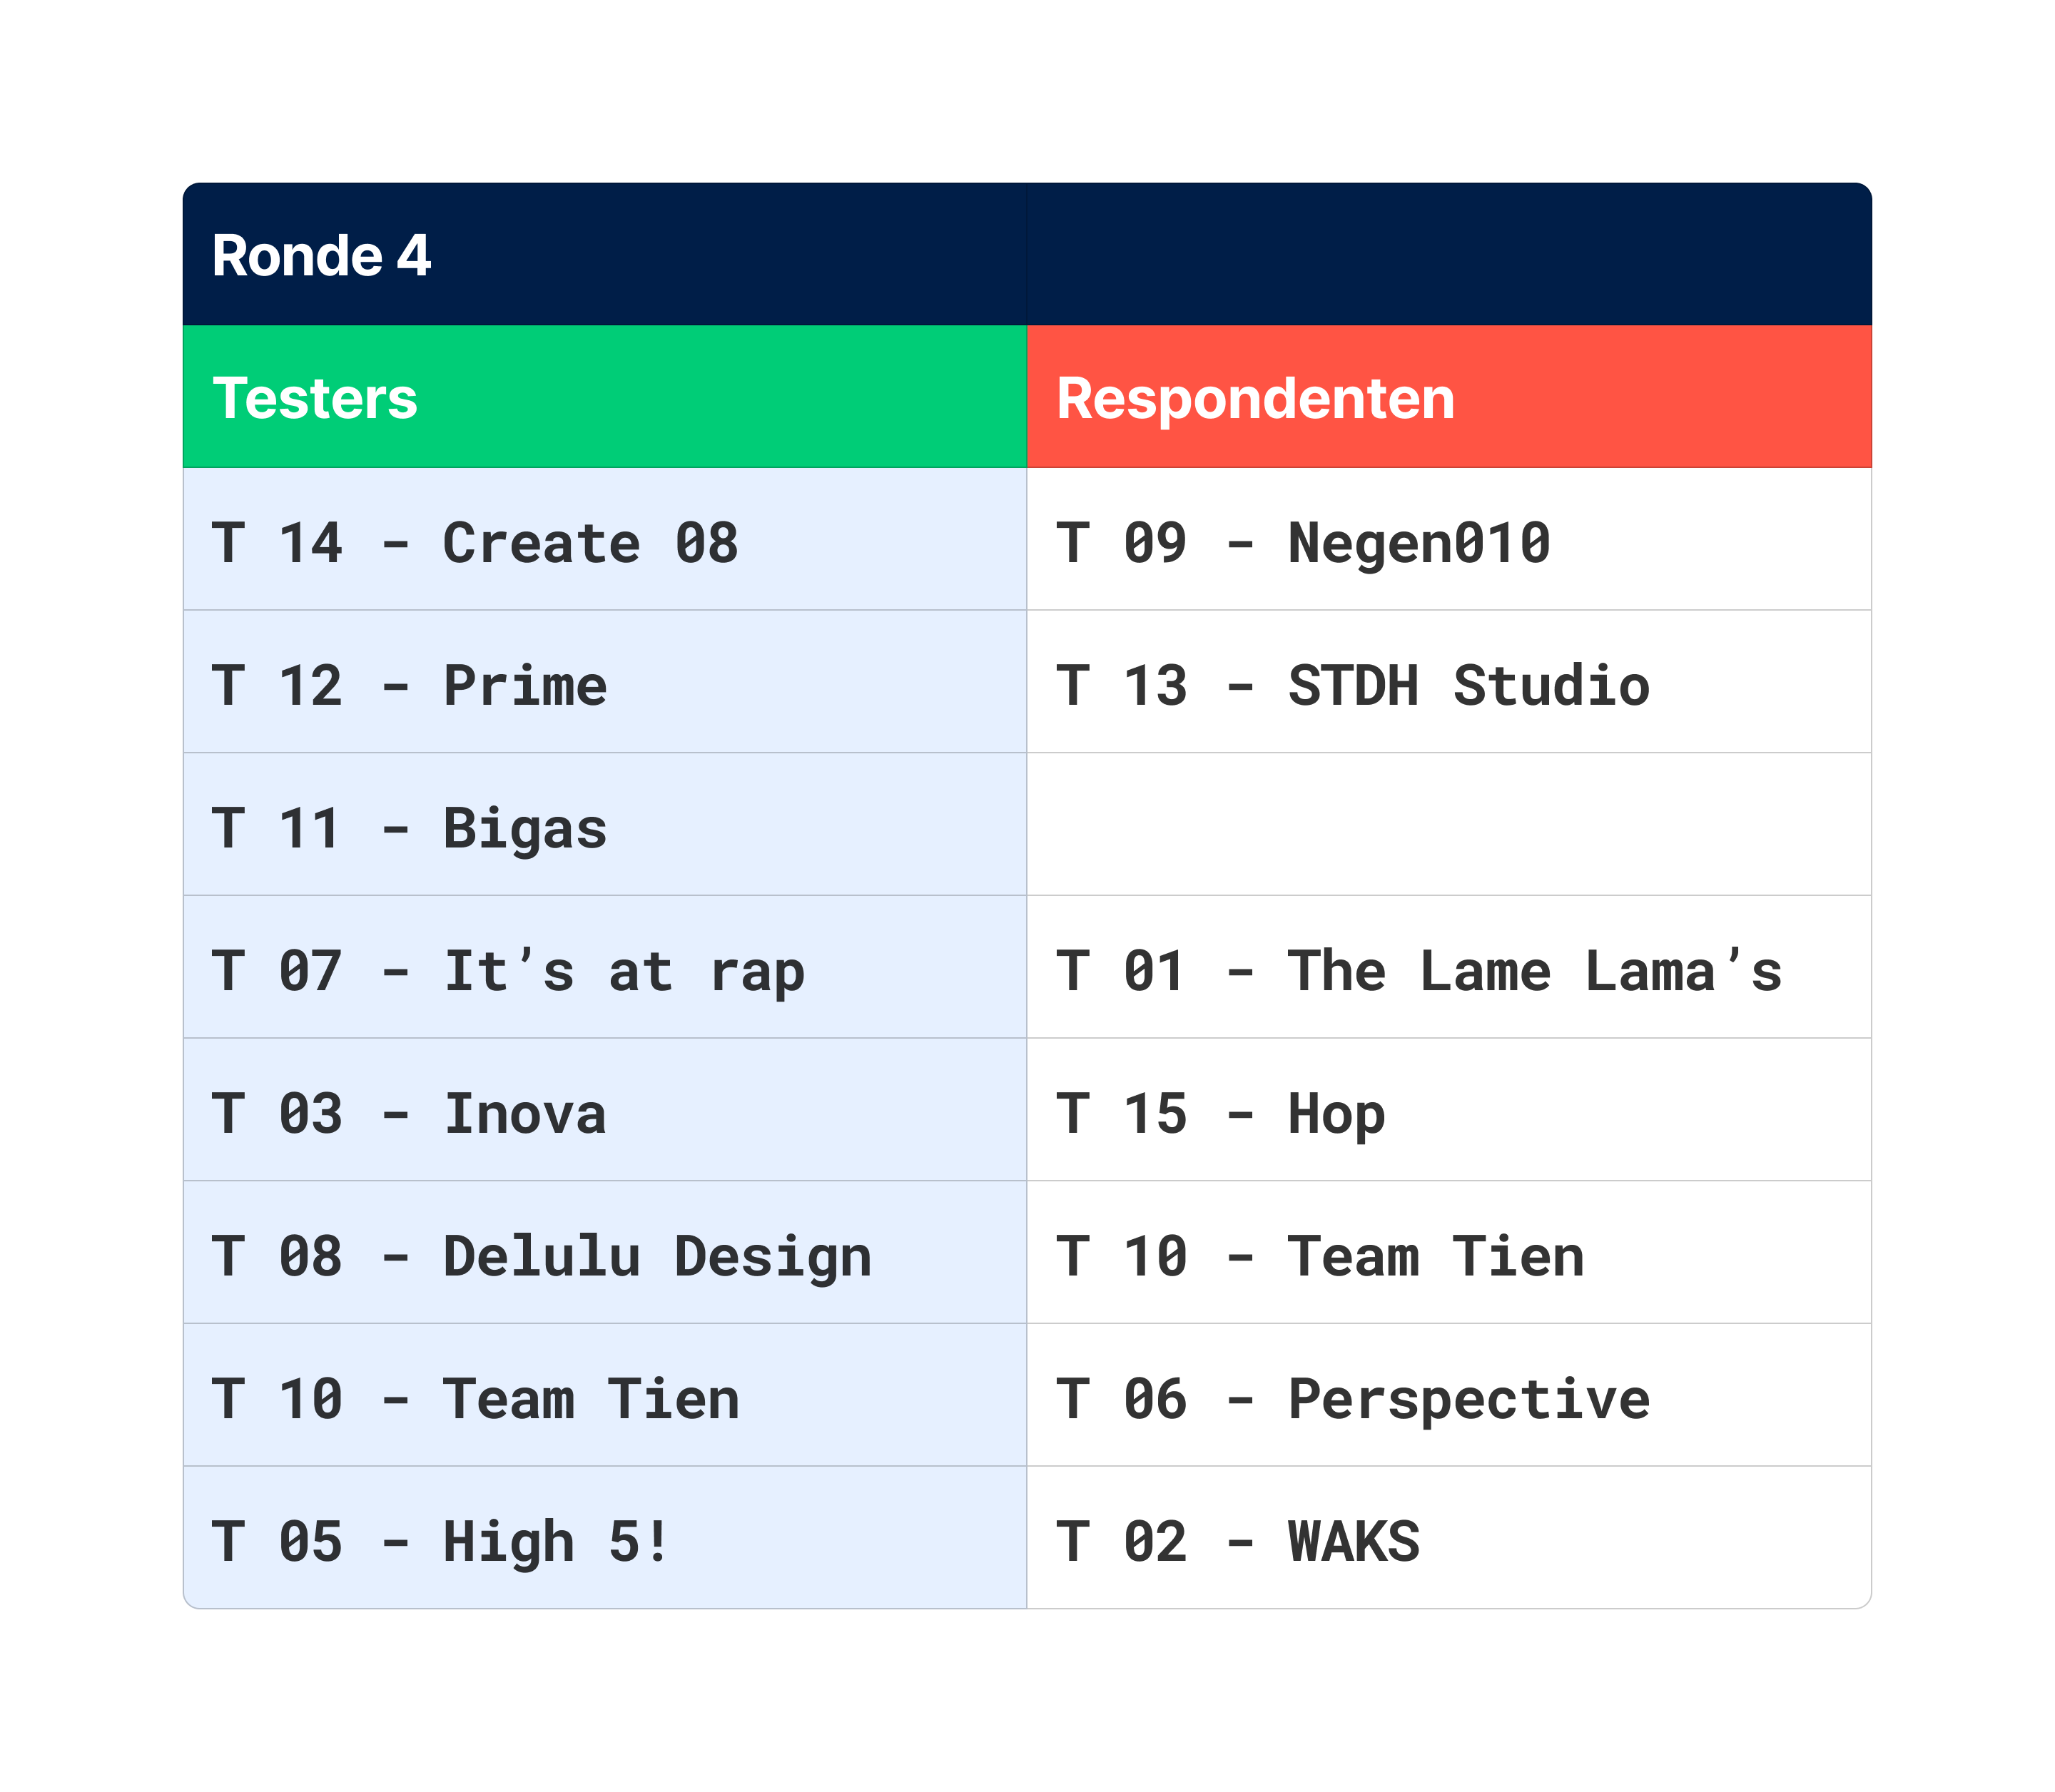 Ronde 4
Testers Respondenten
T 14 - Create 08 T 09 - Negen010
T 12 - Prime T 13 - STDH Studio
T 11 - Bigas
T 07 - It’s at rap T 01 - The Lame Lama’s
T 03 - Inova T 15 - Hop
T 08 - Delulu Design T 10 - Team Tien
T 10 - Team Tien T 06 - Perspective
T 05 - High 5! T 02 - WAKS